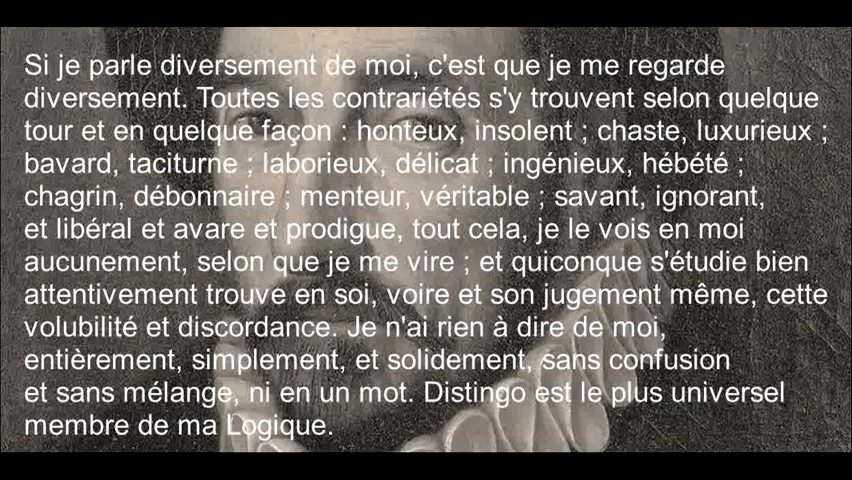 Si je parle diversement de moi, c'est que je me regarde
diversement. Toutes les contrariétés s'y trouvent selon quelque
tour et en quelque façon : honteux, insolent ; chaste, luxurieux ;
bavard, taciturne ; laborieux, délicat ; ingénieux, hébété ;
chagrin, débonnaire ; menteur, véritable ; savant, ignorant,
et libéral et avare et prodigue, tout cela, je le vois en moi
aucunement, selon que je me vire ; et quiconque s'étudie bien
attentivement trouve en soi, voire et son jugement même, cette
volubilité et discordance. Je n'ai rien à dire de moi,
entièrement, simplement, et solidement, sans confusion
et sans mélange, ni en un mot. Distingo est le plus universel
membre de ma Logique.